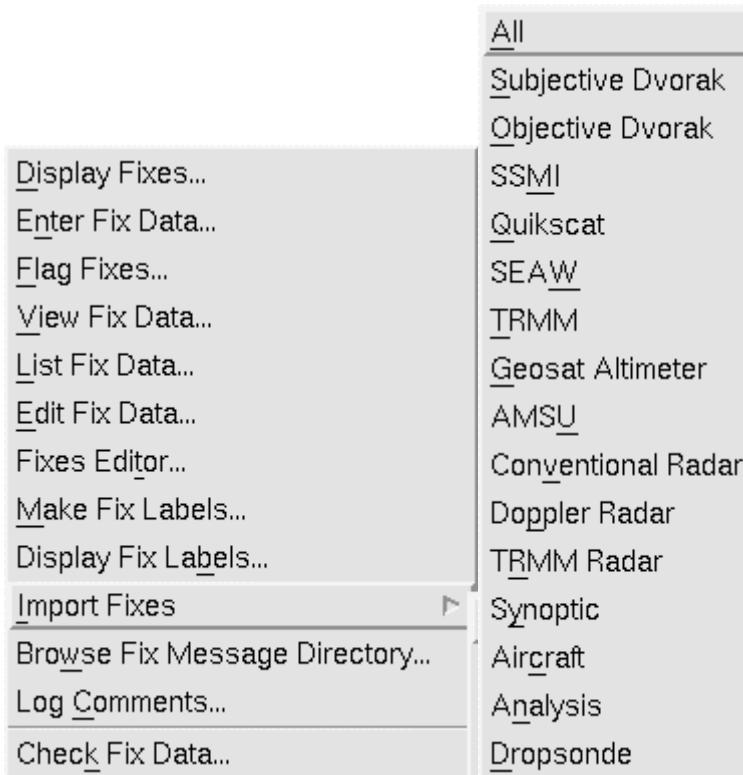 Display Fixes...
Enter Fix Data...
Flag Fixes...
View Fix Data...
List Fix Data...
Edit Fix Data...
Fixes Editor...
Make Fix Labels...
Display Fix Labels...
Import Fixes
Browse Fix Message Directory...
Log Comments...
Check Fix Data...
All
Subjective Dvorak
Objective Dvorak
SSMI
Quikscat
SEAW
TRMM
Geosat Altimeter
AMSU
Conventional Radar
Doppler Radar
TRMM Radar
Synoptic
Aircraft
Analysis
Dropsonde